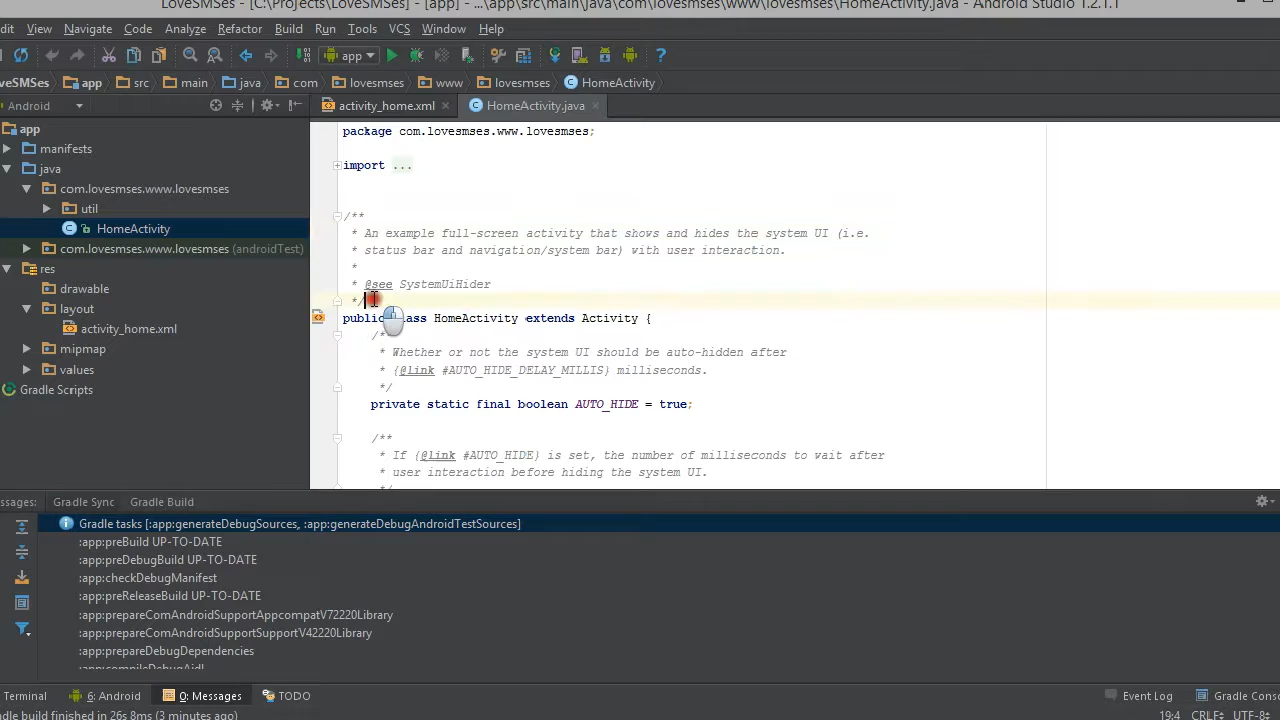 LoveSMSes - [C:\Projects\LoveSMSes] - [app] - ...\app\src\main\java\com\lovesmses\www\lovesmses\HomeActivity.java - Android Studio 1.2.1.1
dit View Navigate Code Analyze Refactor Build Run Tools VCS Window Help
app
veSMSes app src main java com lovesmses www lovesmses HomeActivity
Android activity_home.xml HomeActivity.java
app
manifests
java
com.lovesmses.www.lovesmses
util
HomeActivity
com.lovesmses.www.lovesmses (androidTest)
res
drawable
layout
activity_home.xml
mipmap
values
Gradle Scripts
package com.lovesmses.www.lovesmses;
import ...
/**
* An example full-screen activity that shows and hides the system UI (i.e.
* status bar and navigation/system bar) with user interaction.
*
* @see SystemUiHider
*/
public class HomeActivity extends Activity {
/**
* Whether or not the system UI should be auto-hidden after
* {@link #AUTO_HIDE_DELAY_MILLIS} milliseconds.
*/
private static final boolean AUTO_HIDE = true;
/**
* If {@link #AUTO_HIDE} is set, the number of milliseconds to wait after
* user interaction before hiding the system UI.
*/
ssages: Gradle Sync Gradle Build
Gradle tasks [:app:generateDebugSources, :app:generateDebugAndroidTestSources]
:app:preBuild UP-TO-DATE
:app:preDebugBuild UP-TO-DATE
:app:checkDebugManifest
:app:preReleaseBuild UP-TO-DATE
:app:prepareComAndroidSupportAppcompatV72220Library
:app:prepareComAndroidSupportSupportV42220Library
:app:prepareDebugDependencies
:app:compileDebugAidl
Terminal 6: Android 0: Messages TODO Event Log Gradle Conso
adle build finished in 26s 8ms (3 minutes ago) 19:4 CRLF UTF-8